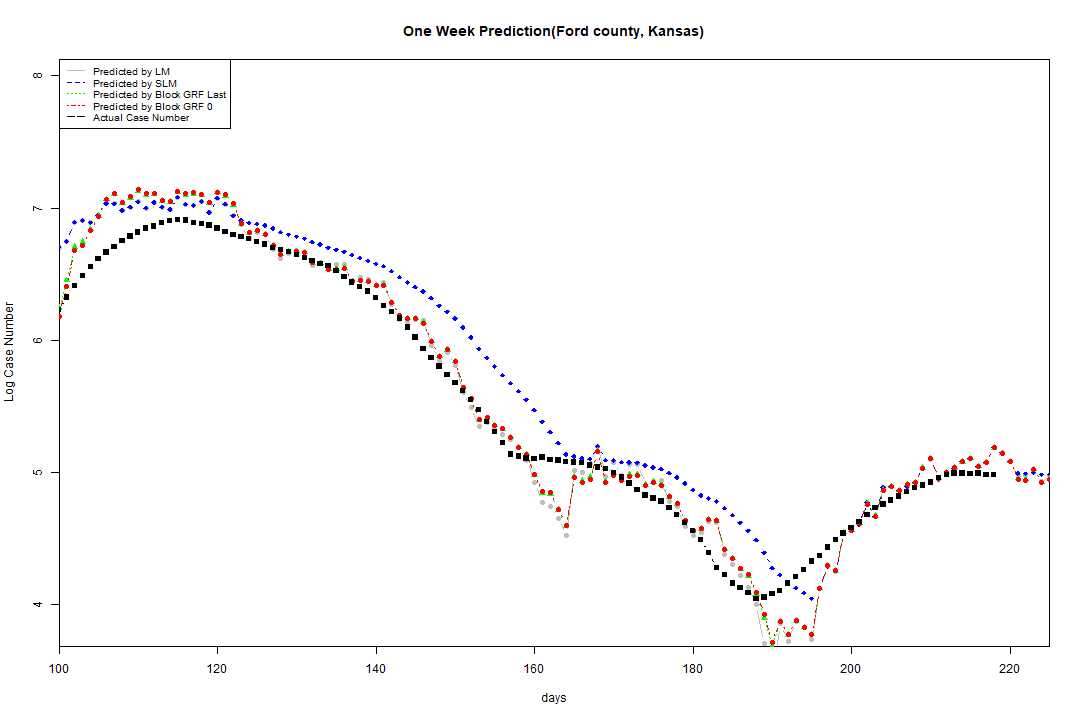 One Week Prediction(Ford county, Kansas)
Predicted by LM
Predicted by SLM
Predicted by Block GRF Last
Predicted by Block GRF 0
Actual Case Number
8
7
6
5
4
Log Case Number
100 120 140 160 180 200 220
days